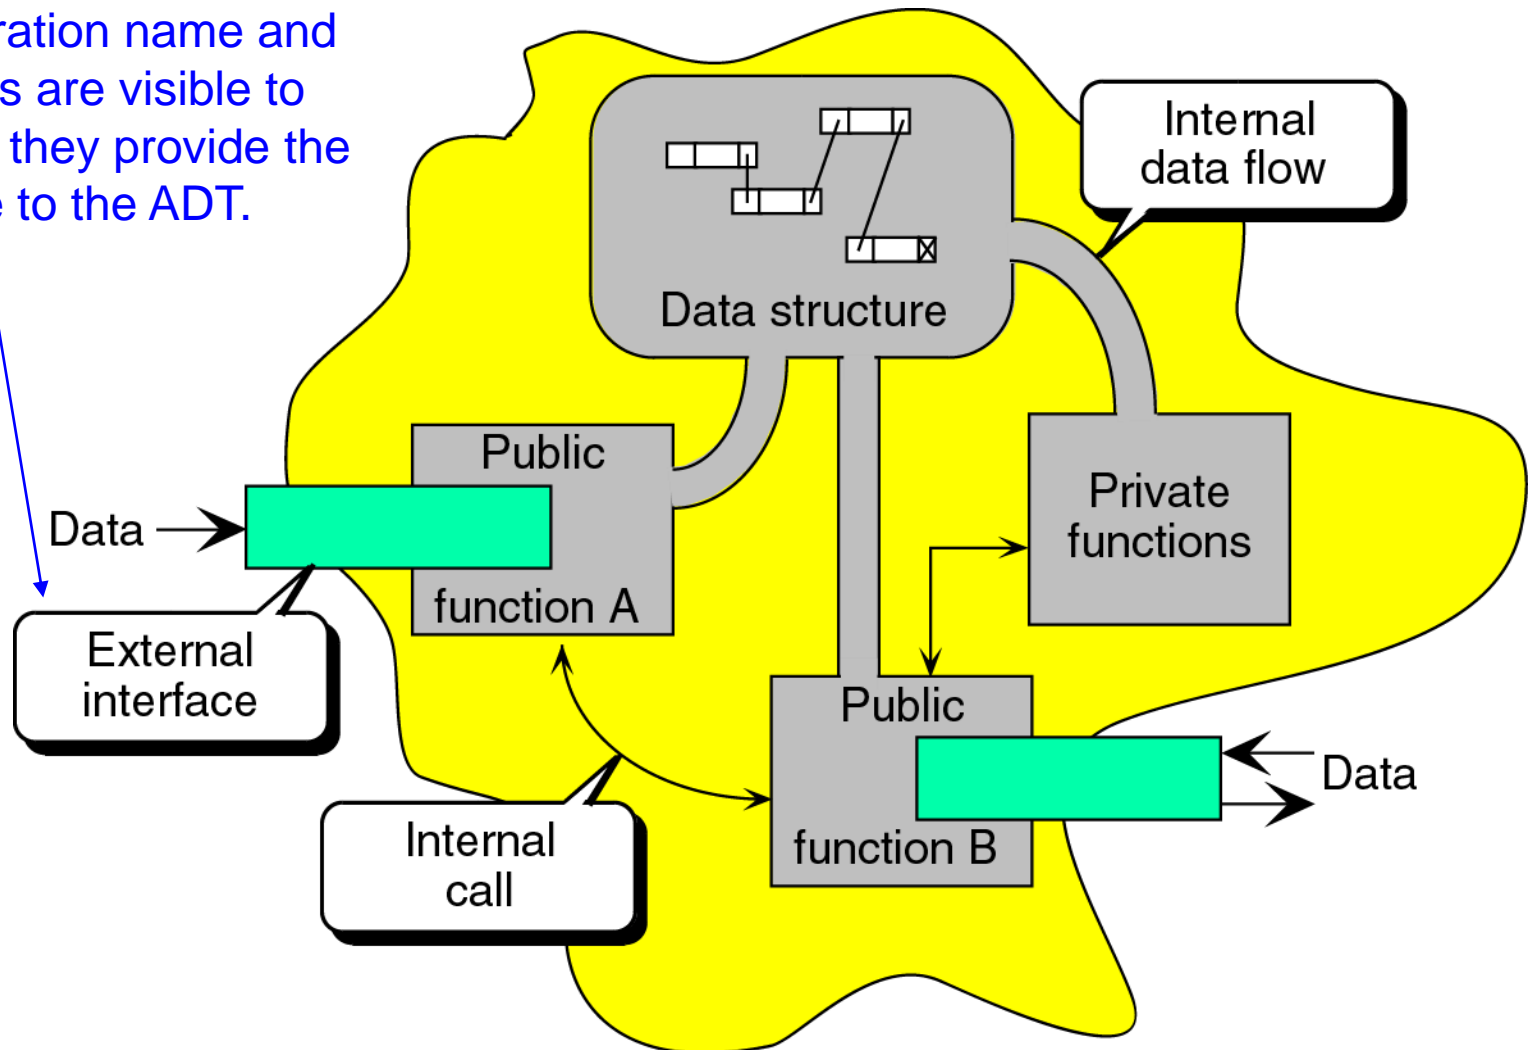 ration name and
s are visible to
they provide the
e to the ADT.
Internal
data flow
Data structure
Public
function A
Private
functions
Data
External
interface
Public
function B
Data
Internal
call